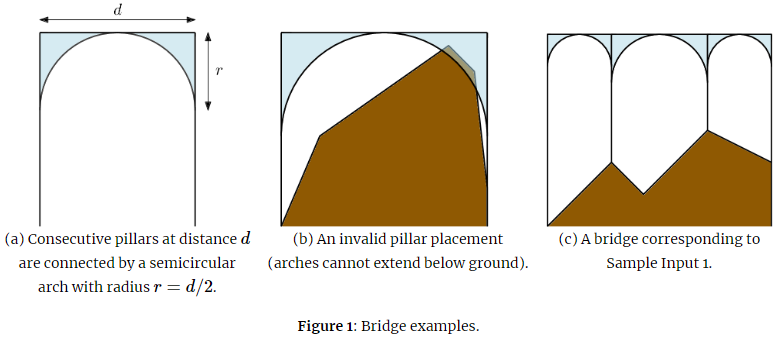 d
r
(a) Consecutive pillars at distance d
are connected by a semicircular
arch with radius r = d/2.
(b) An invalid pillar placement
(arches cannot extend below ground).
(c) A bridge corresponding to
Sample Input 1.
Figure 1: Bridge examples.